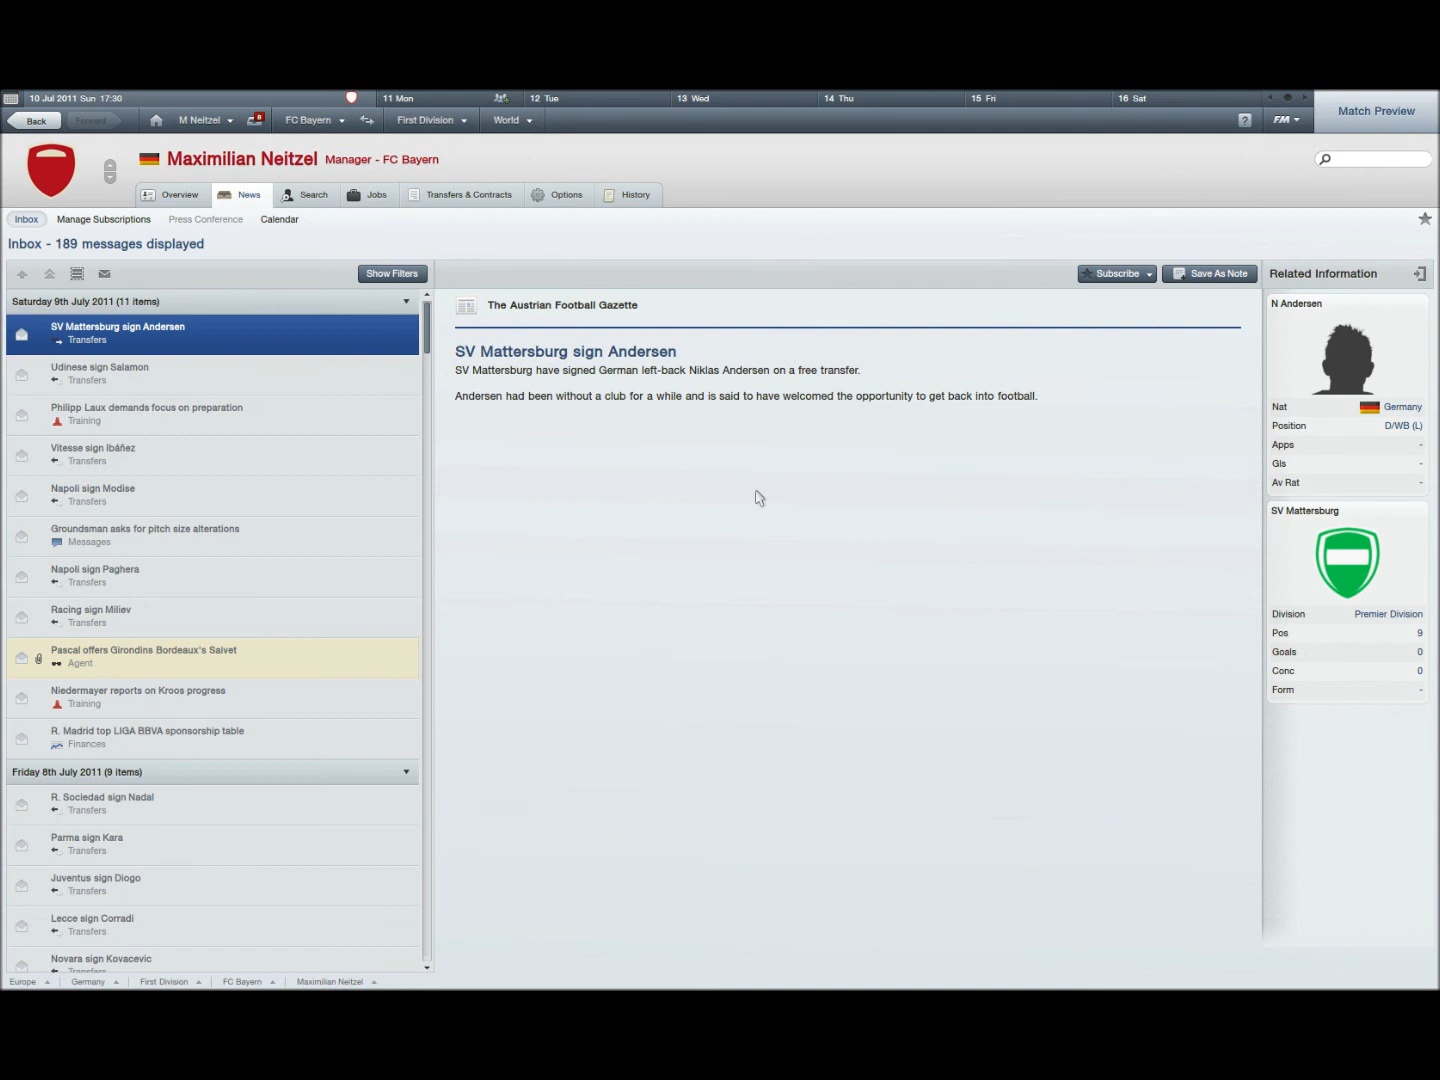 10 Jul 2011 Sun 17:30
11 Mon
12 Tue
13 Wed
14 Thu
15 Fri
16 Sat
Match Preview
Back
Forward
M Neitzel
8
FC Bayern
First Division
World
?
FM
Maximilian Neitzel Manager - FC Bayern
Overview
News
Search
Jobs
Transfers & Contracts
Options
History
Inbox
Manage Subscriptions
Press Conference
Calendar
Inbox - 189 messages displayed
Show Filters
Subscribe
Save As Note
Related Information
Saturday 9th July 2011 (11 items)
SV Mattersburg sign Andersen
Transfers
Udinese sign Salamon
Transfers
Philipp Laux demands focus on preparation
Training
Vitesse sign Ibáñez
Transfers
Napoli sign Modise
Transfers
Groundsman asks for pitch size alterations
Messages
Napoli sign Paghera
Transfers
Racing sign Miliev
Transfers
Pascal offers Girondins Bordeaux's Saivet
Agent
Niedermayer reports on Kroos progress
Training
R. Madrid top LIGA BBVA sponsorship table
Finances
Friday 8th July 2011 (9 items)
R. Sociedad sign Nadal
Transfers
Parma sign Kara
Transfers
Juventus sign Diogo
Transfers
Lecce sign Corradi
Transfers
Novara sign Kovacevic
Transfers
The Austrian Football Gazette
SV Mattersburg sign Andersen
SV Mattersburg have signed German left-back Niklas Andersen on a free transfer.
Andersen had been without a club for a while and is said to have welcomed the opportunity to get back into football.
N Andersen
Nat Germany
Position D/WB (L)
Apps -
Gls -
Av Rat -
SV Mattersburg
Division Premier Division
Pos 9
Goals 0
Conc 0
Form -
Europe
Germany
First Division
FC Bayern
Maximilian Neitzel